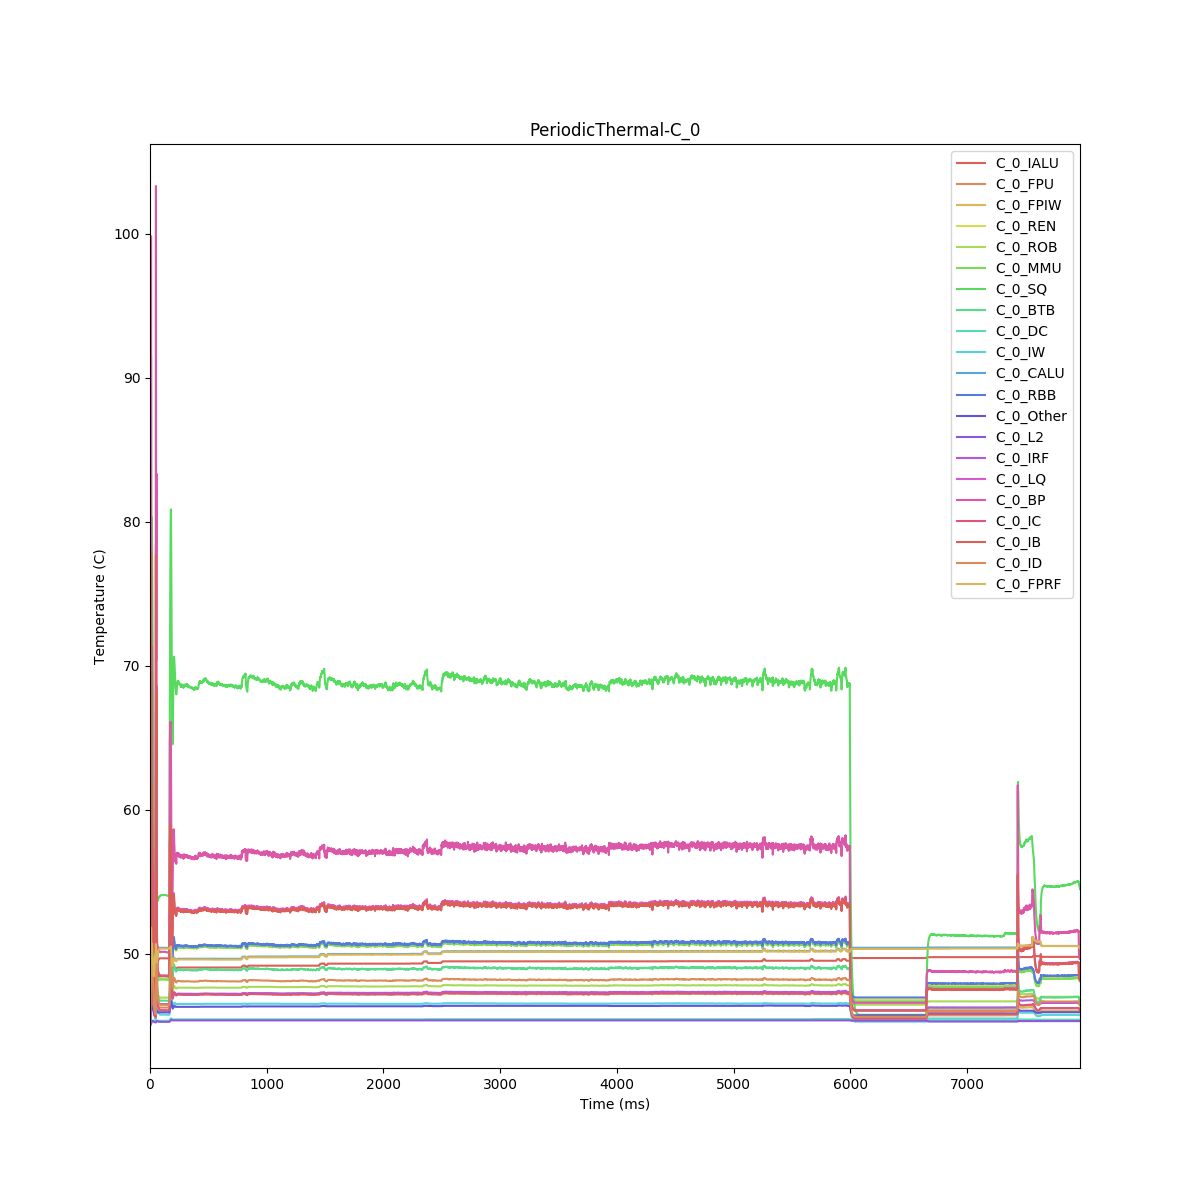 PeriodicThermal-C_0
C_0_IALU
C_0_FPU
C_0_FPIW
C_0_REN
C_0_ROB
C_0_MMU
C_0_SQ
C_0_BTB
C_0_DC
C_0_IW
C_0_CALU
C_0_RBB
C_0_Other
C_0_L2
C_0_IRF
C_0_LQ
C_0_BP
C_0_IC
C_0_IB
C_0_ID
C_0_FPRF
100
90
80
70
60
50
Temperature (C)
0 1000 2000 3000 4000 5000 6000 7000
Time (ms)